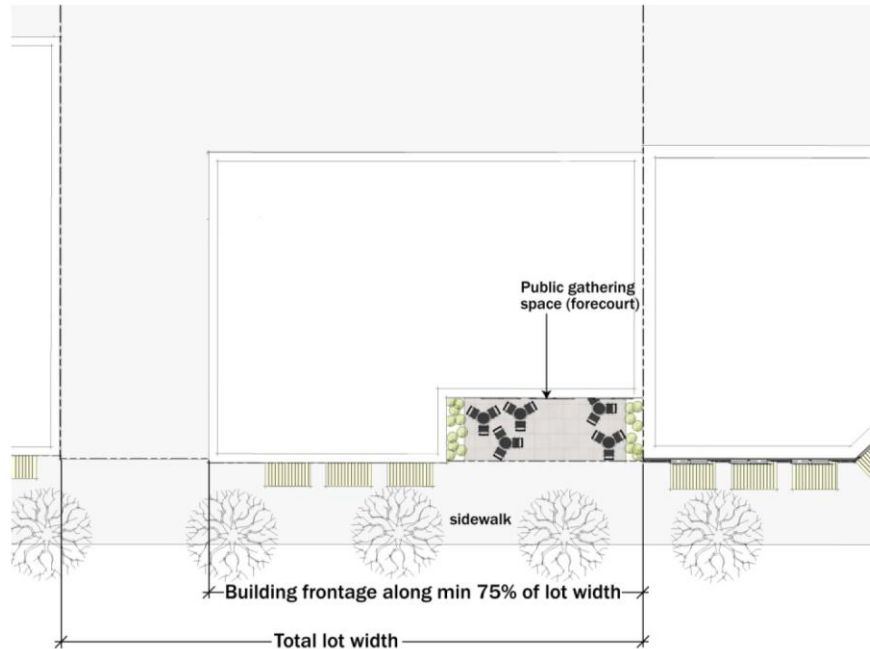 Public gathering
space (forecourt)
sidewalk
Building frontage along min 75% of lot width
Total lot width